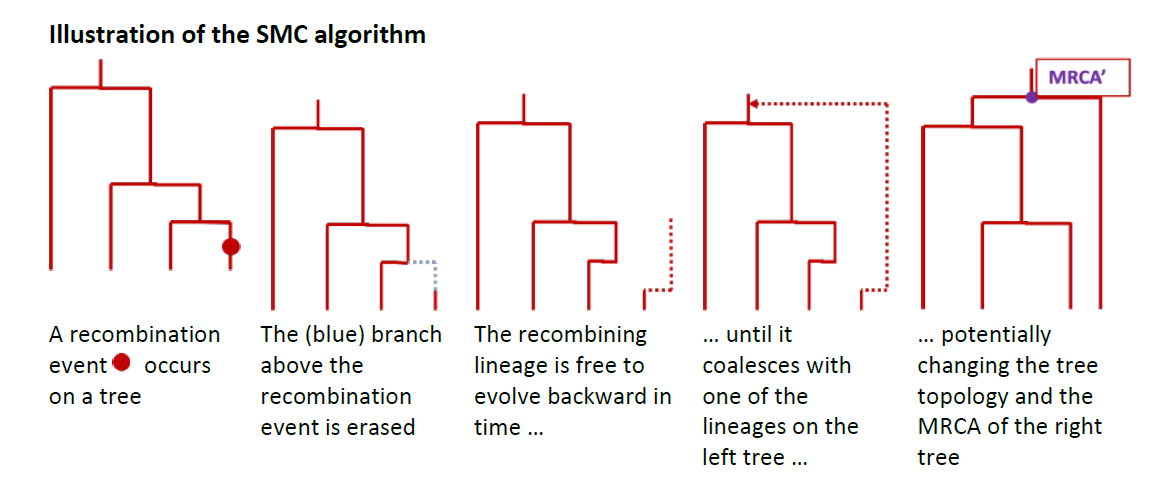 Illustration of the SMC algorithm
MRCA’
A recombination
event occurs
on a tree
The (blue) branch
above the
recombination
event is erased
The recombining
lineage is free to
evolve backward in
time …
… until it
coalesces with
one of the
lineages on the
left tree …
… potentially
changing the tree
topology and the
MRCA of the right
tree